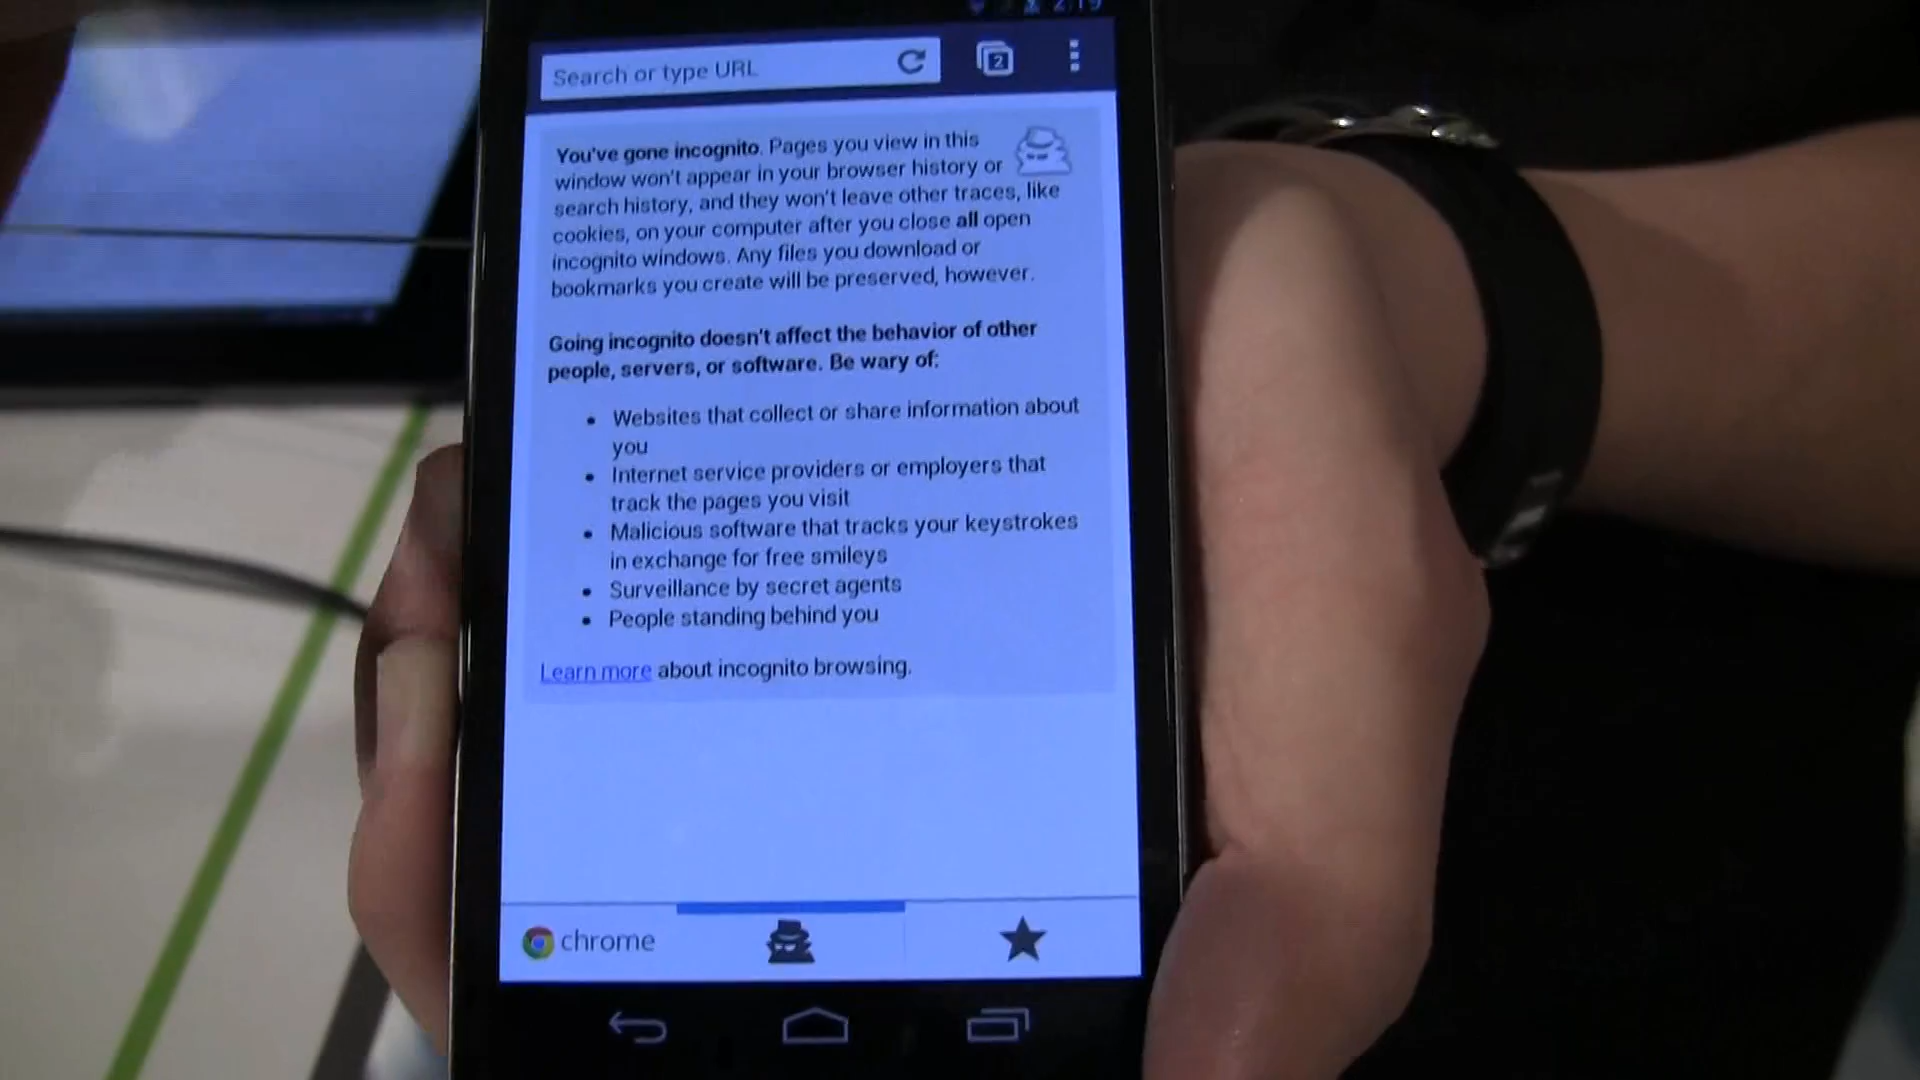 2:19
Search or type URL
2
You've gone incognito. Pages you view in this
window won't appear in your browser history or
search history, and they won't leave other traces, like
cookies, on your computer after you close all open
incognito windows. Any files you download or
bookmarks you create will be preserved, however.
Going incognito doesn't affect the behavior of other
people, servers, or software. Be wary of:
• Websites that collect or share information about
you
• Internet service providers or employers that
track the pages you visit
• Malicious software that tracks your keystrokes
in exchange for free smileys
• Surveillance by secret agents
• People standing behind you
Learn more about incognito browsing.
chrome